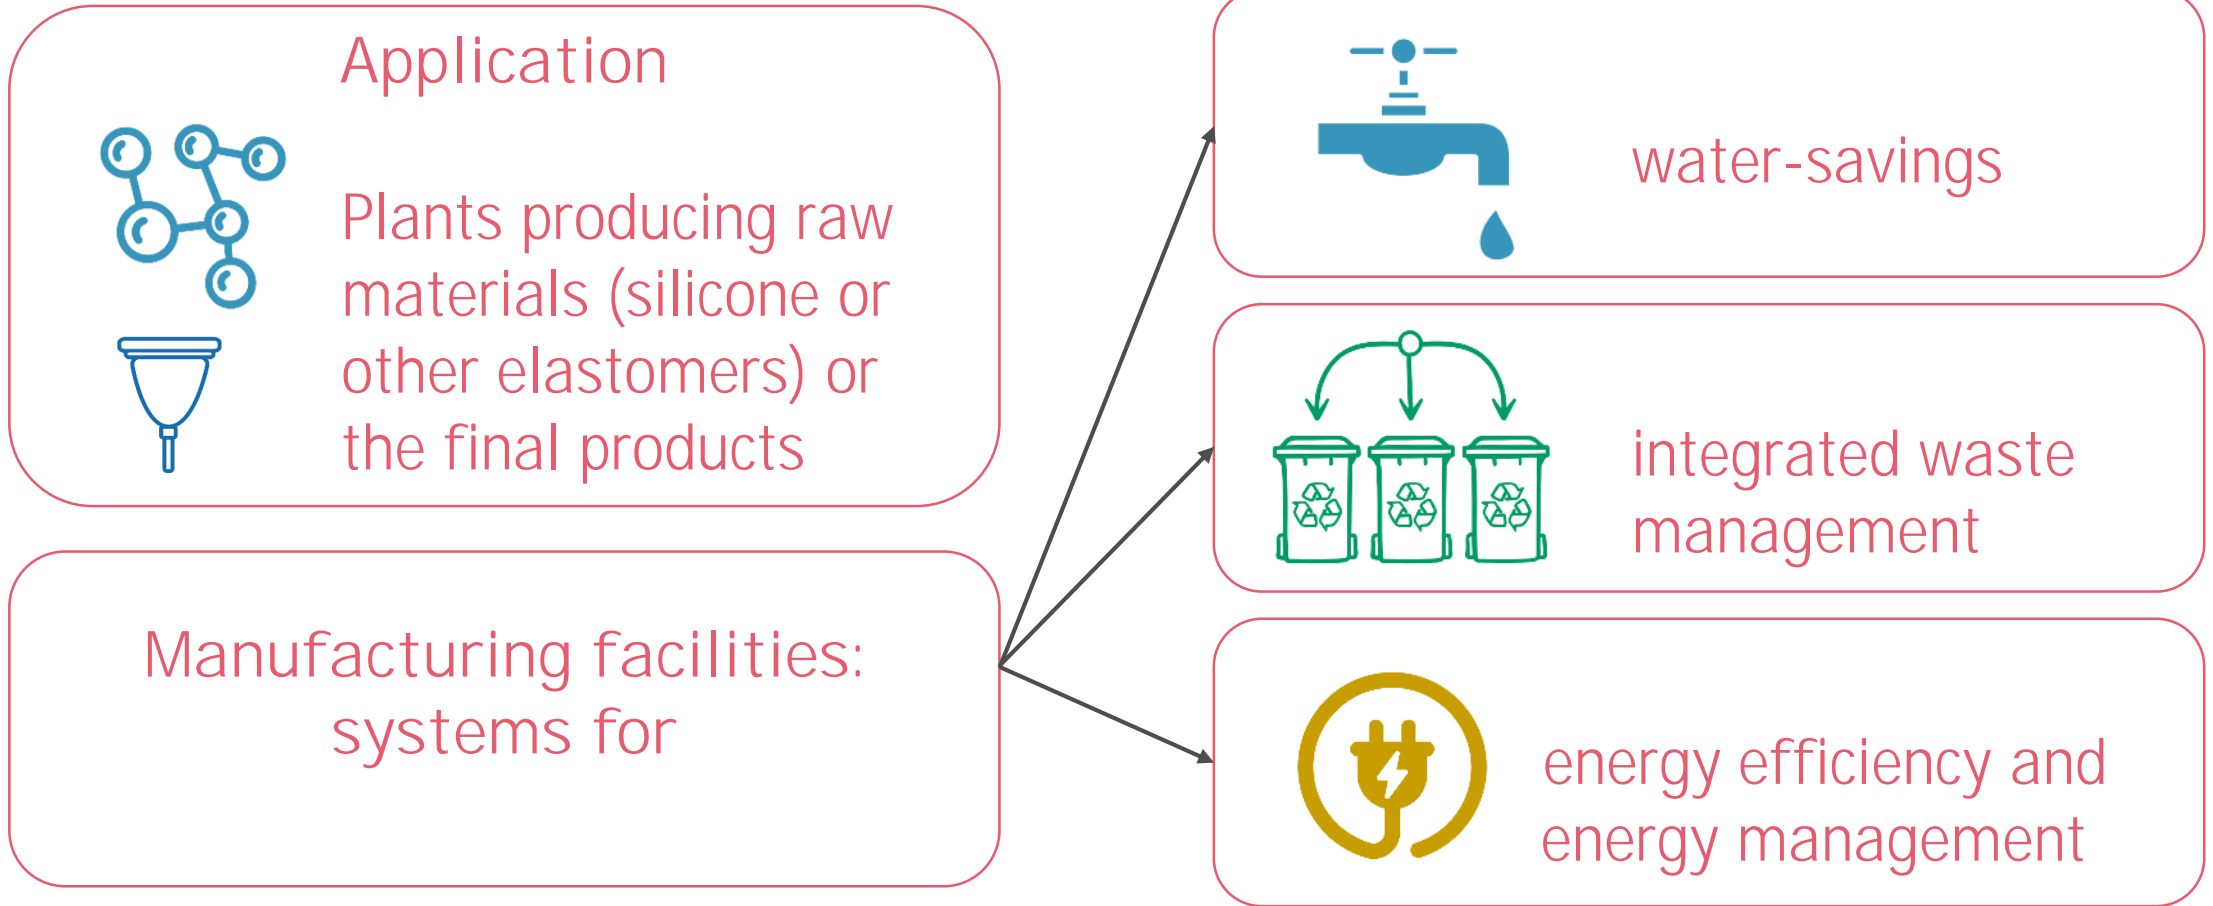 Application
Plants producing raw
materials (silicone or
other elastomers) or
the final products
Manufacturing facilities:
systems for
water-savings
integrated waste
management
energy efficiency and
energy management